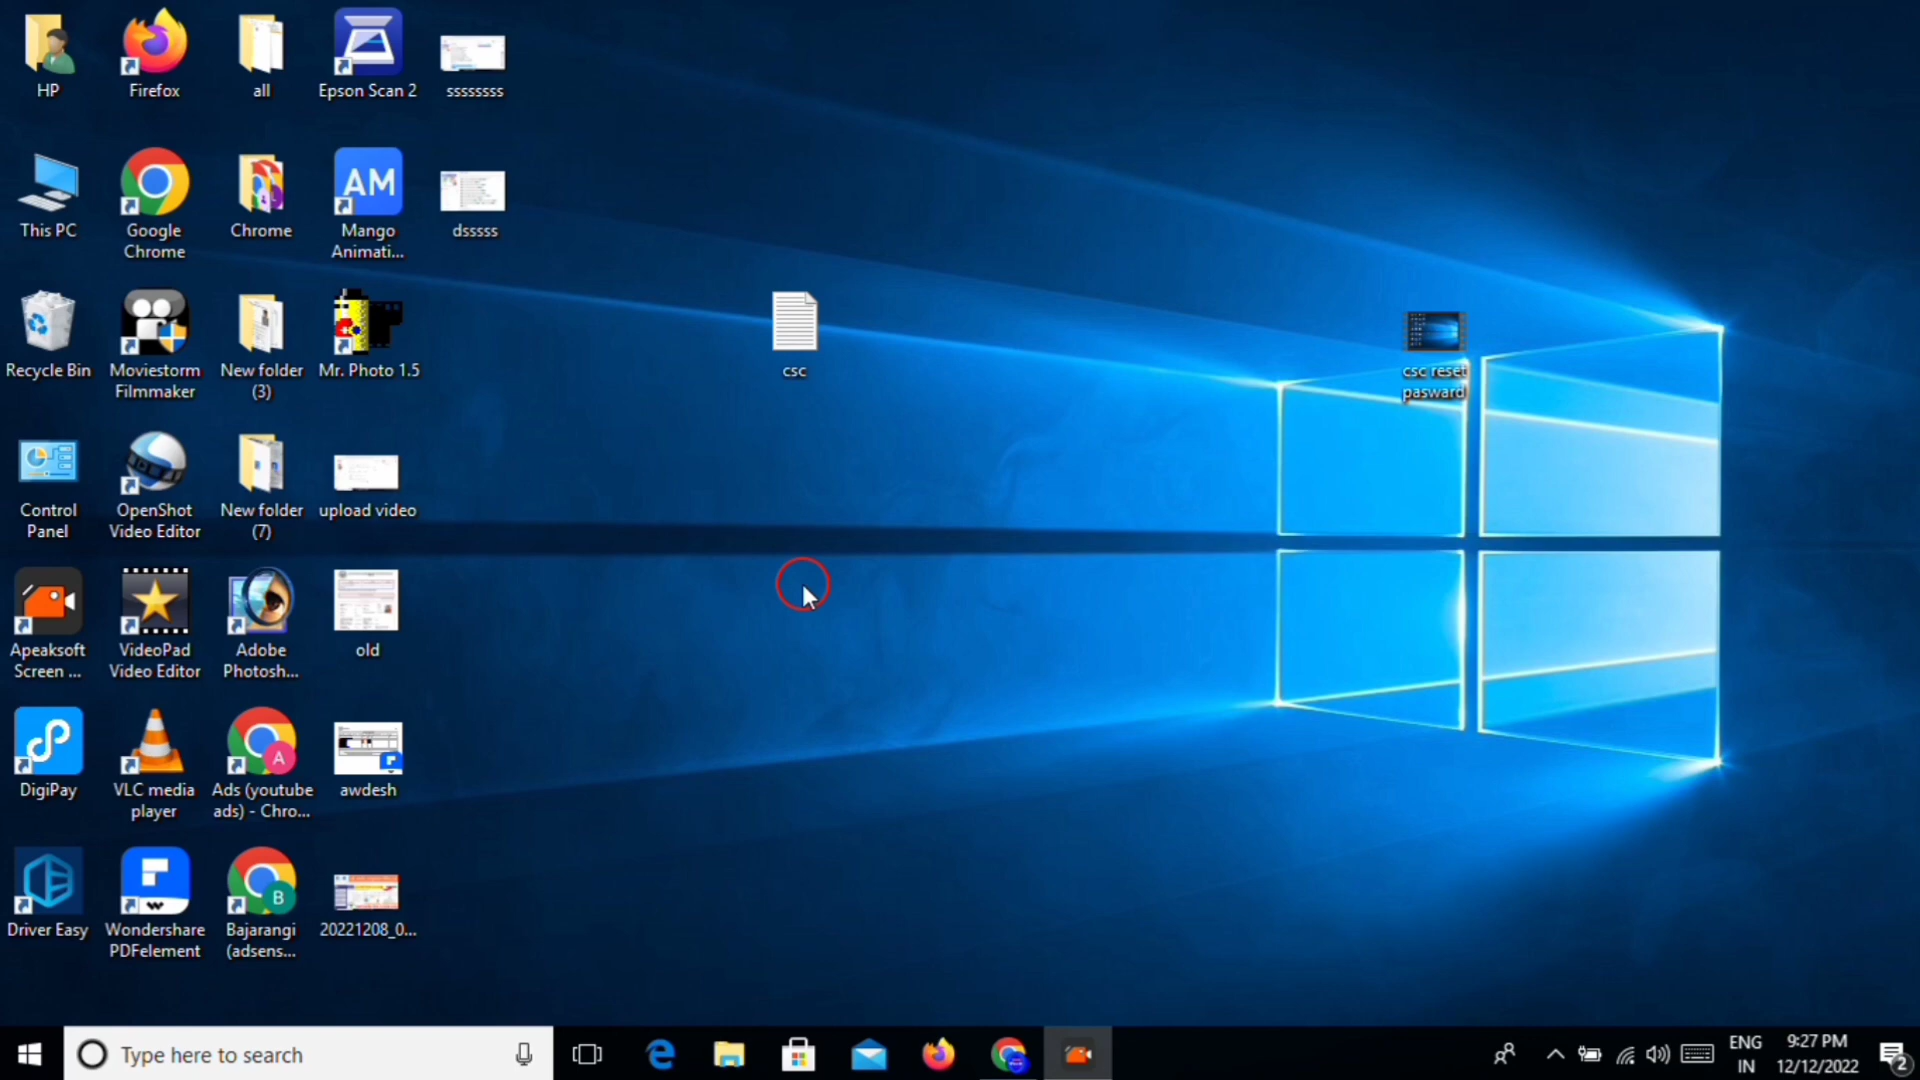 HP
Firefox
all
Epson Scan 2
ssssssss
This PC
Google
Chrome
Chrome
AM
Mango
Animati...
dsssss
Recycle Bin
Moviestorm
Filmmaker
New folder
(3)
Mr. Photo 1.5
csc
csc reset
pasward
Control
Panel
OpenShot
Video Editor
New folder
(7)
upload video
Apeaksoft
Screen ...
VideoPad
Video Editor
Adobe
Photosh...
old
DigiPay
VLC media
player
A
Ads (youtube
ads) - Chro...
awdesh
Driver Easy
Wondershare
PDFelement
B
Bajarangi
(adsens...
20221208_0...
Type here to search
ENG
IN
9:27 PM
12/12/2022
2